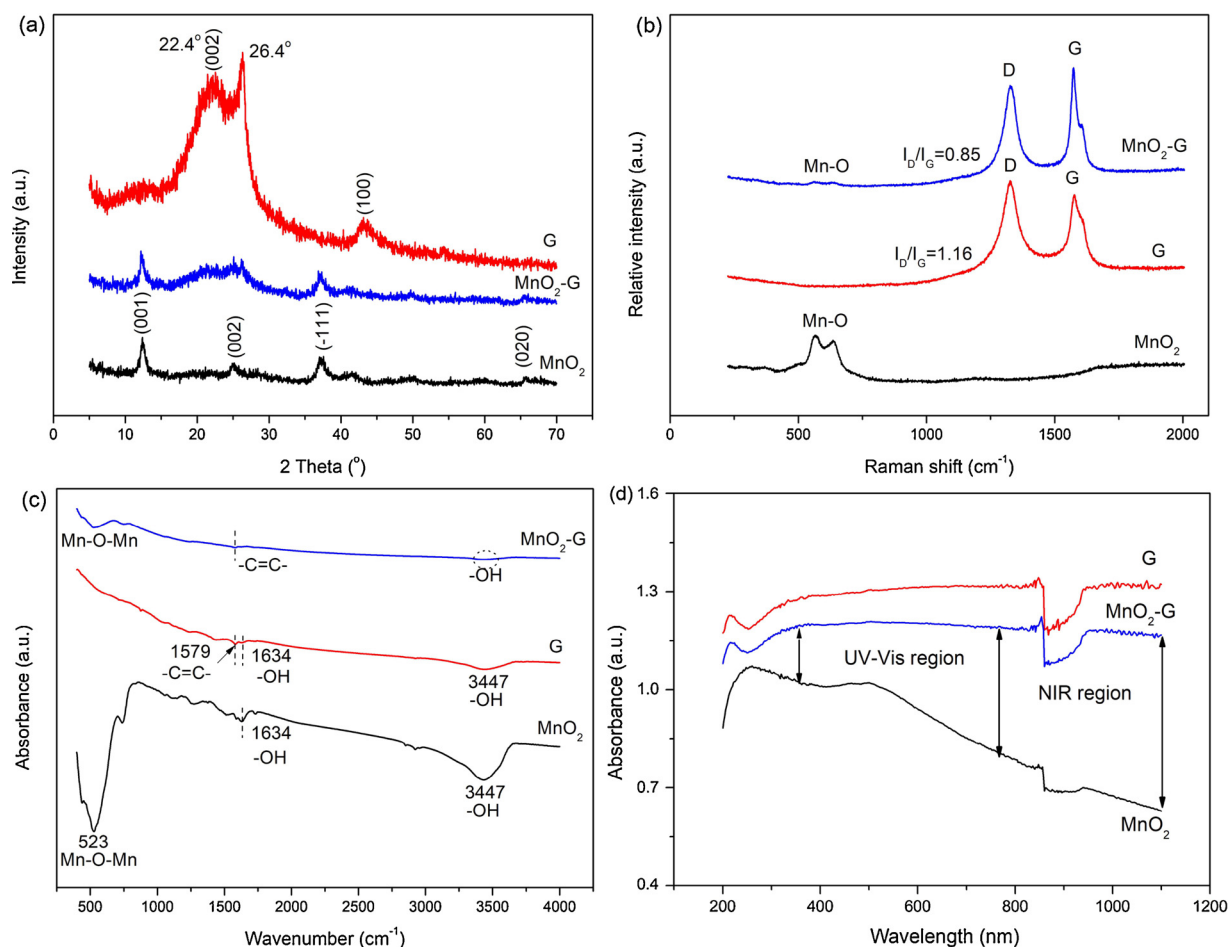 (a)
22.4°
(002)
26.4°
(100)
G
MnO₂-G
(001)
(002)
(-111)
(020)
MnO₂
Intensity (a.u.)
0 10 20 30 40 50 60 70
2 Theta (°)
(b)
D
G
MnO₂-G
I_D/I_G=0.85
Mn-O
D
G
G
I_D/I_G=1.16
Mn-O
MnO₂
Relative intensity (a.u.)
0 500 1000 1500 2000
Raman shift (cm⁻¹)
(c)
Mn-O-Mn
-C=C-
-OH
MnO₂-G
1579
-C=C-
1634
-OH
G
3447
-OH
MnO₂
1634
-OH
3447
-OH
523
Mn-O-Mn
Absorbance (a.u.)
500 1000 1500 2000 2500 3000 3500 4000
Wavenumber (cm⁻¹)
(d)
1.6
1.3
1.0
0.7
0.4
G
MnO₂-G
UV-Vis region
NIR region
MnO₂
Absorbance (a.u.)
200 400 600 800 1000 1200
Wavelength (nm)